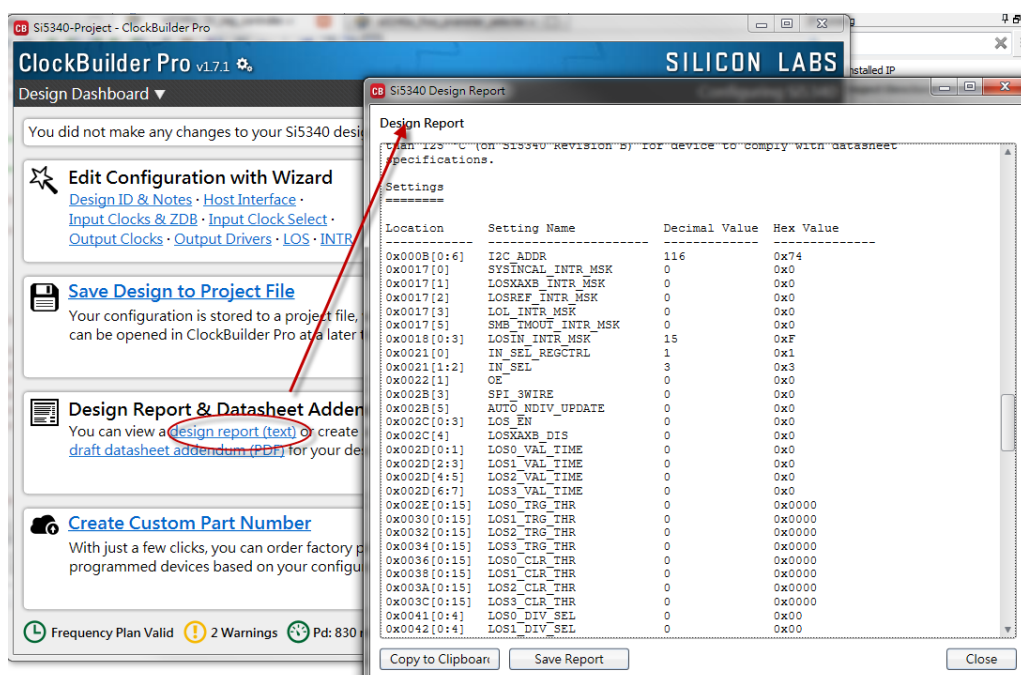 Si5340-Project - ClockBuilder Pro
ClockBuilder Pro v1.7.1
SILICON LABS
Design Dashboard ▼
You did not make any changes to your Si5340
Edit Configuration with Wizard
Design ID & Notes · Host Interface ·
Input Clocks & ZDB · Input Clock Select ·
Output Clocks · Output Drivers · LOS · INTR
Save Design to Project File
Your configuration is stored to a project file,
can be opened in ClockBuilder Pro at a later
Design Report & Datasheet
You can view a design report (text) or create
draft datasheet addendum (PDF) for your
Create Custom Part Number
With just a few clicks, you can order factory
programmed devices based on your
Frequency Plan Valid
2 Warnings
Pd: 830
installed IP
Si5340 Design Report
Design Report
than 125 °C (on Si5340 Revision B) for device to comply with datasheet
specifications.
Settings
========
Location Setting Name Decimal Value Hex Value
------------ ----------------------- ------------- --------------
0x000B[0:6] I2C_ADDR 116 0x74
0x0017[0] SYSINCAL_INTR_MSK 0 0x0
0x0017[1] LOSXAXB_INTR_MSK 0 0x0
0x0017[2] LOSREF_INTR_MSK 0 0x0
0x0017[3] LOL_INTR_MSK 0 0x0
0x0017[5] SMB_TMOUT_INTR_MSK 0 0x0
0x0018[0:3] LOSIN_INTR_MSK 15 0xF
0x0021[0] IN_SEL_REGCTRL 1 0x1
0x0021[1:2] IN_SEL 3 0x3
0x0022[1] OE 0 0x0
0x002B[3] SPI_3WIRE 0 0x0
0x002B[5] AUTO_NDIV_UPDATE 0 0x0
0x002C[0:3] LOS_EN 0 0x0
0x002C[4] LOSXAXB_DIS 0 0x0
0x002D[0:1] LOS0_VAL_TIME 0 0x0
0x002D[2:3] LOS1_VAL_TIME 0 0x0
0x002D[4:5] LOS2_VAL_TIME 0 0x0
0x002D[6:7] LOS3_VAL_TIME 0 0x0
0x002E[0:15] LOS0_TRG_THR 0 0x0000
0x0030[0:15] LOS1_TRG_THR 0 0x0000
0x0032[0:15] LOS2_TRG_THR 0 0x0000
0x0034[0:15] LOS3_TRG_THR 0 0x0000
0x0036[0:15] LOS0_CLR_THR 0 0x0000
0x0038[0:15] LOS1_CLR_THR 0 0x0000
0x003A[0:15] LOS2_CLR_THR 0 0x0000
0x003C[0:15] LOS3_CLR_THR 0 0x0000
0x0041[0:4] LOS0_DIV_SEL 0 0x00
0x0042[0:4] LOS1_DIV_SEL 0 0x00
Copy to Clipboard
Save Report
Close